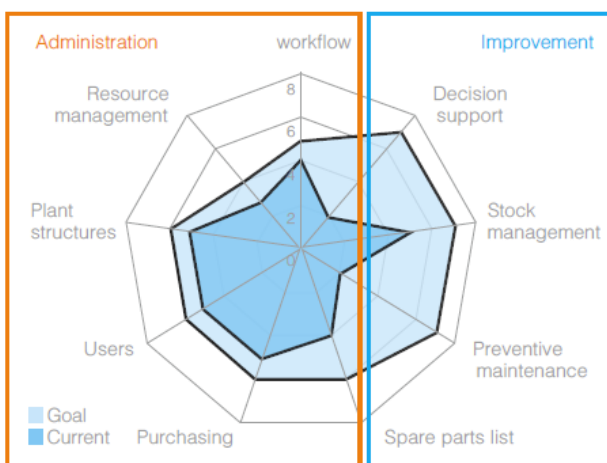 Administration
workflow
Improvement
Resource
management
8
6
4
2
0
Decision
support
Plant
structures
Stock
management
Users
Preventive
maintenance
Goal
Current
Purchasing
Spare parts list